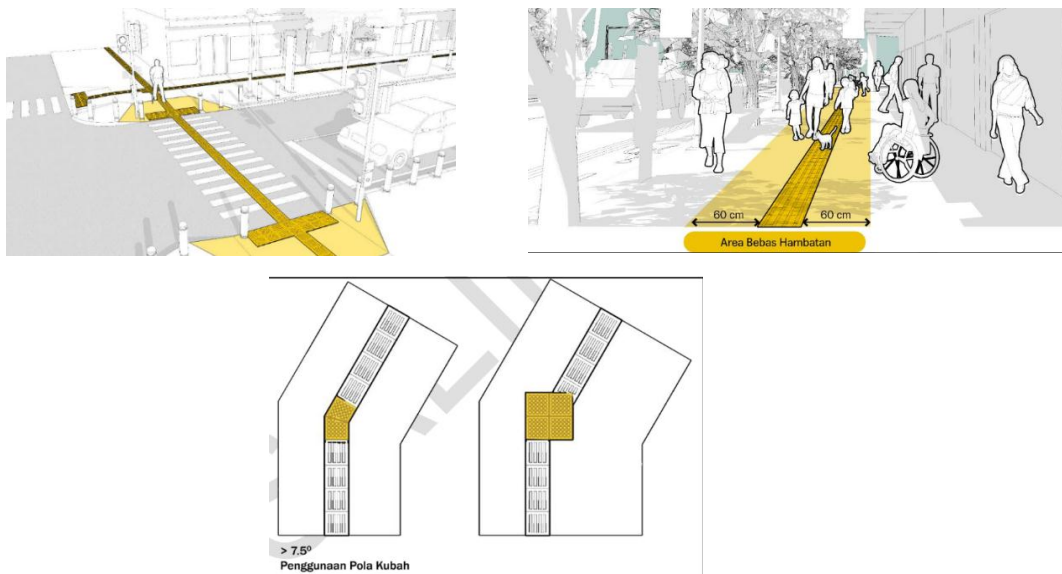 60 cm
60 cm
Area Bebas Hambatan
> 7.5⁰
Penggunaan Pola Kubah